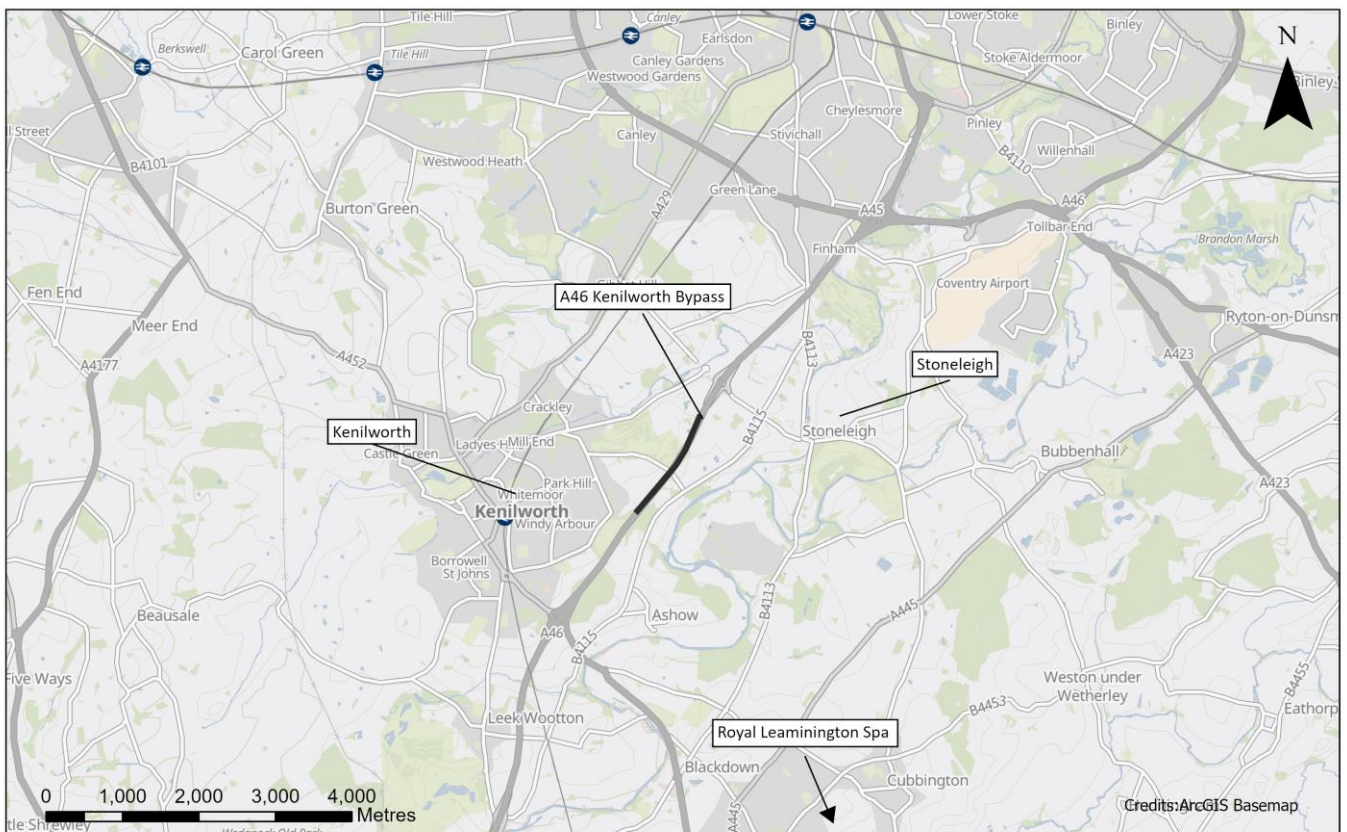 Tile Hill
Canley
Lower Stoke
Binley
Berkswell
Carol Green
Tile Hill
Earlsdon
Canley Gardens
Westwood Gardens
Stoke Aldermoor
N
Binley
Cheylesmore
ll Street
Canley
Stivichall
Pinley
B4101
Westwood Heath
B4110
Willenhall
A429
Green Lane
Burton Green
A45
A46
Tollbar End
Finham
Brandon Marsh
Fen End
Coventry Airport
A46 Kenilworth Bypass
Meer End
Ryton-on-Dunsm
A452
B4113
A423
A4177
Stoneleigh
Crackley
Kenilworth
B4115
Ladyes H
Mill End
Stoneleigh
Castle Green
Bubbenhall
Park Hill
Whitemoor
A423
Kenilworth
Windy Arbour
Borrowell
St Johns
B4113
A445
Beausale
Ashow
A46
B4115
Five Ways
Weston under
Wetherley
B4455
B4453
Eathorp
Leek Wootton
Royal Leaminington Spa
Blackdown
Cubbington
0 1,000 2,000 3,000 4,000
Metres
Credits:ArcGIS Basemap
tle Shrewley
A445